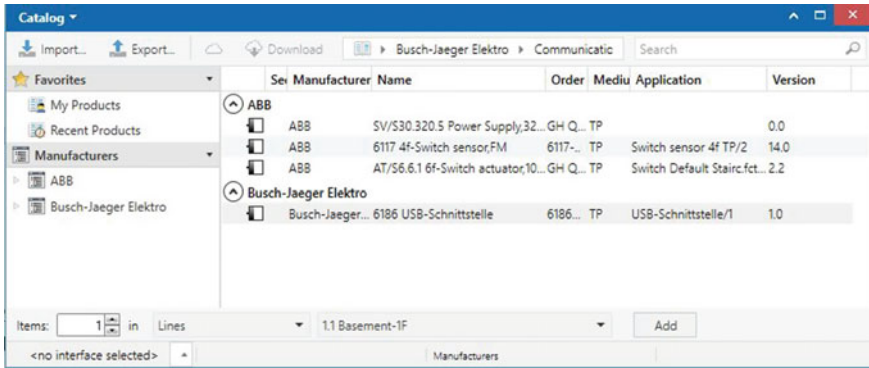 Catalog
Import... Export... Download Busch-Jaeger Elektro Communicatic Search
Favorites Manufacturer Name Order Mediu Application Version
My Products ABB
Recent Products ABB SV/S30.320.5 Power Supply,32... GH Q... TP 0.0
ABB 6117 4f-Switch sensor,FM 6117-.. TP Switch sensor 4f TP/2 14.0
Manufacturers
ABB AT/S6.6.1 6f-Switch actuator,10... GH Q... TP Switch Default Stairc.fct... 2.2
ABB
Busch-Jaeger Elektro
Busch-Jaeger Elektro Busch-Jaeger... 6186 USB-Schnittstelle 6186... TP USB-Schnittstelle/1 1.0
Items: 1 in Lines 1.1 Basement-1F Add
<no interface selected> Manufacturers